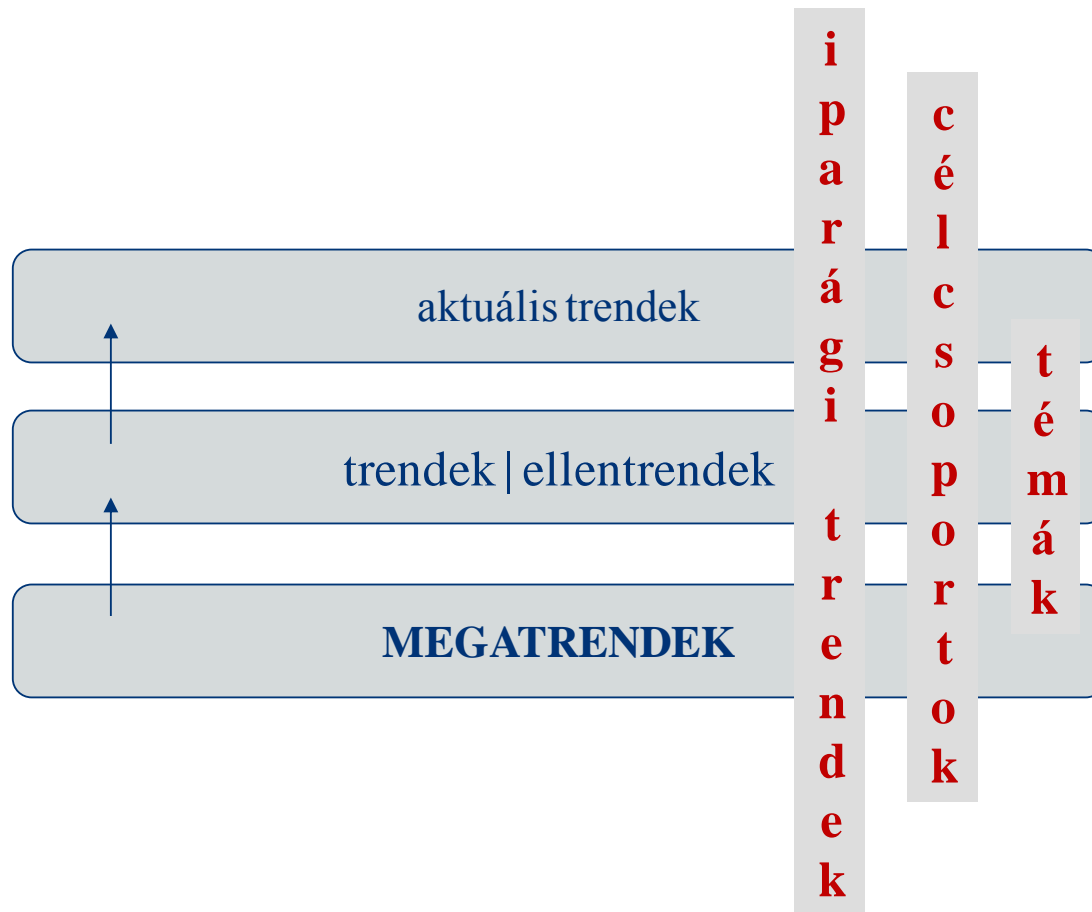 aktuális trendek
trendek | ellentrendek
MEGATRENDEK
iparági trendek
célcsoportok
témák